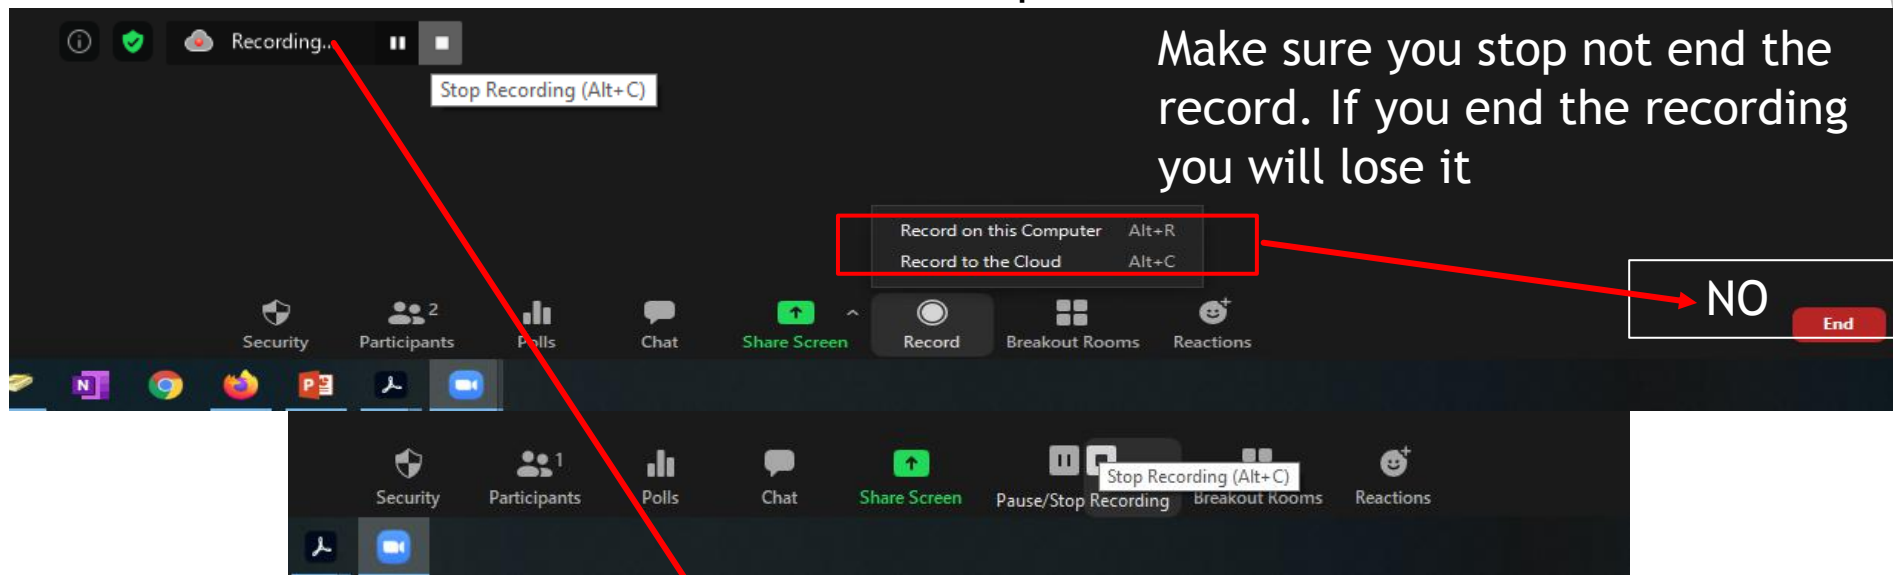 Recording...
Stop Recording (Alt+C)
Make sure you stop not end the
record. If you end the recording
you will lose it
Record on this Computer Alt+R
Record to the Cloud Alt+C
NO
End
Security
Participants 2
Polls
Chat
Share Screen
Record
Breakout Rooms
Reactions
Security
Participants 1
Polls
Chat
Share Screen
Pause/Stop Recording
Stop Recording (Alt+C)
Breakout Rooms
Reactions